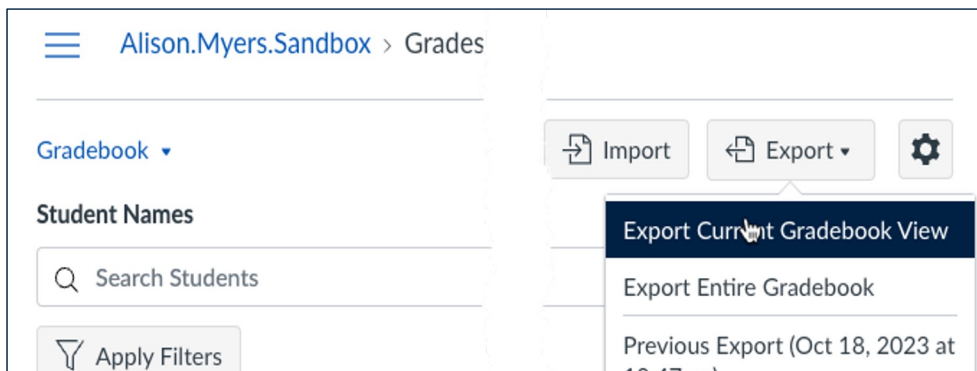 Alison.Myers.Sandbox > Grades
Gradebook
Import
Export
Student Names
Export Current Gradebook View
Search Students
Export Entire Gradebook
Apply Filters
Previous Export (Oct 18, 2023 at